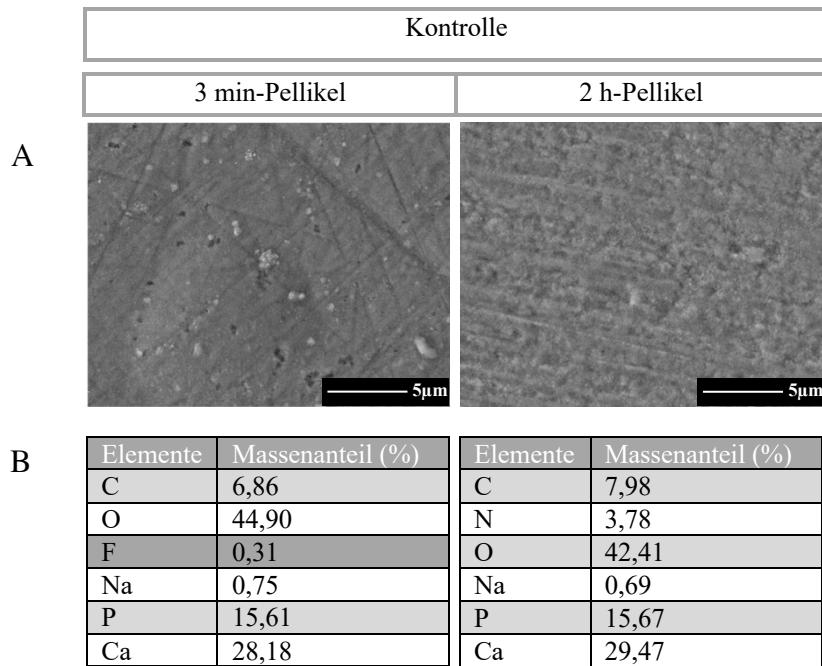 Kontrolle
3 min-Pellikel 2 h-Pellikel
A
5µm 5µm
B
Elemente Massenanteil (%) Elemente Massenanteil (%)
C 6,86 C 7,98
O 44,90 N 3,78
F 0,31 O 42,41
Na 0,75 Na 0,69
P 15,61 P 15,67
Ca 28,18 Ca 29,47